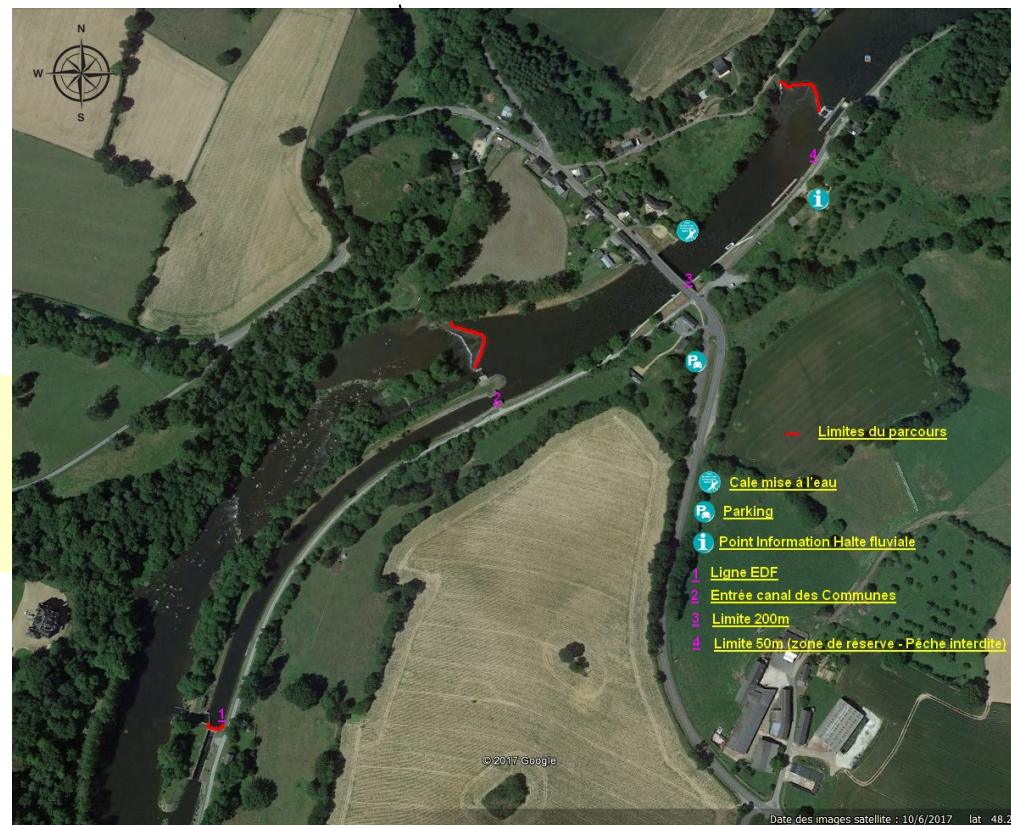 N
W E
S
4
3
2
1
Limites du parcours
Cale mise à l'eau
Parking
Point Information Halte fluviale
1 Ligne EDF
2 Entrée canal des Communes
3 Limite 200m
4 Limite 50m (zone de réserve - Pêche interdite)
© 2017 Google
Date des images satellite : 10/6/2017 lat 48.2